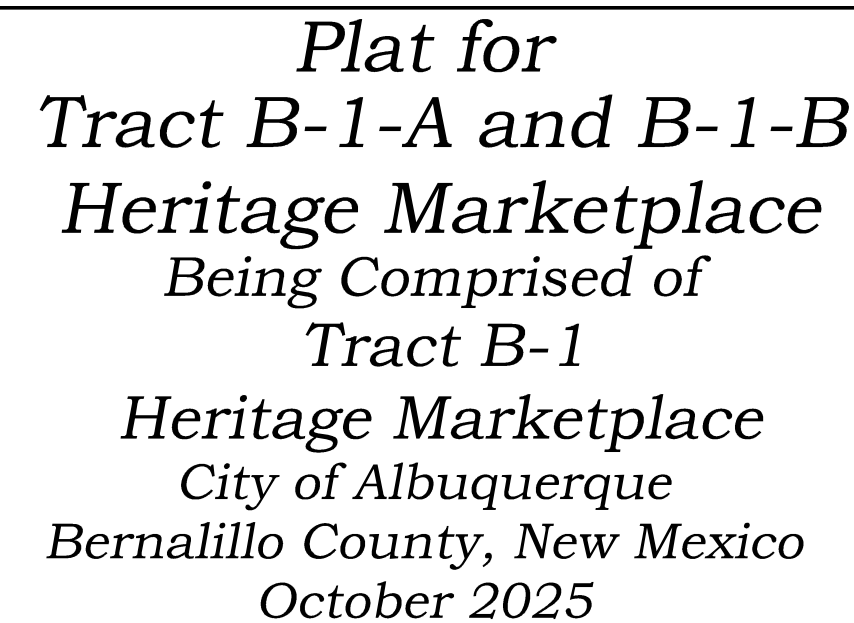 Plat for
Tract B-1-A and B-1-B
Heritage Marketplace
Being Comprised of
Tract B-1
Heritage Marketplace
City of Albuquerque
Bernalillo County, New Mexico
October 2025